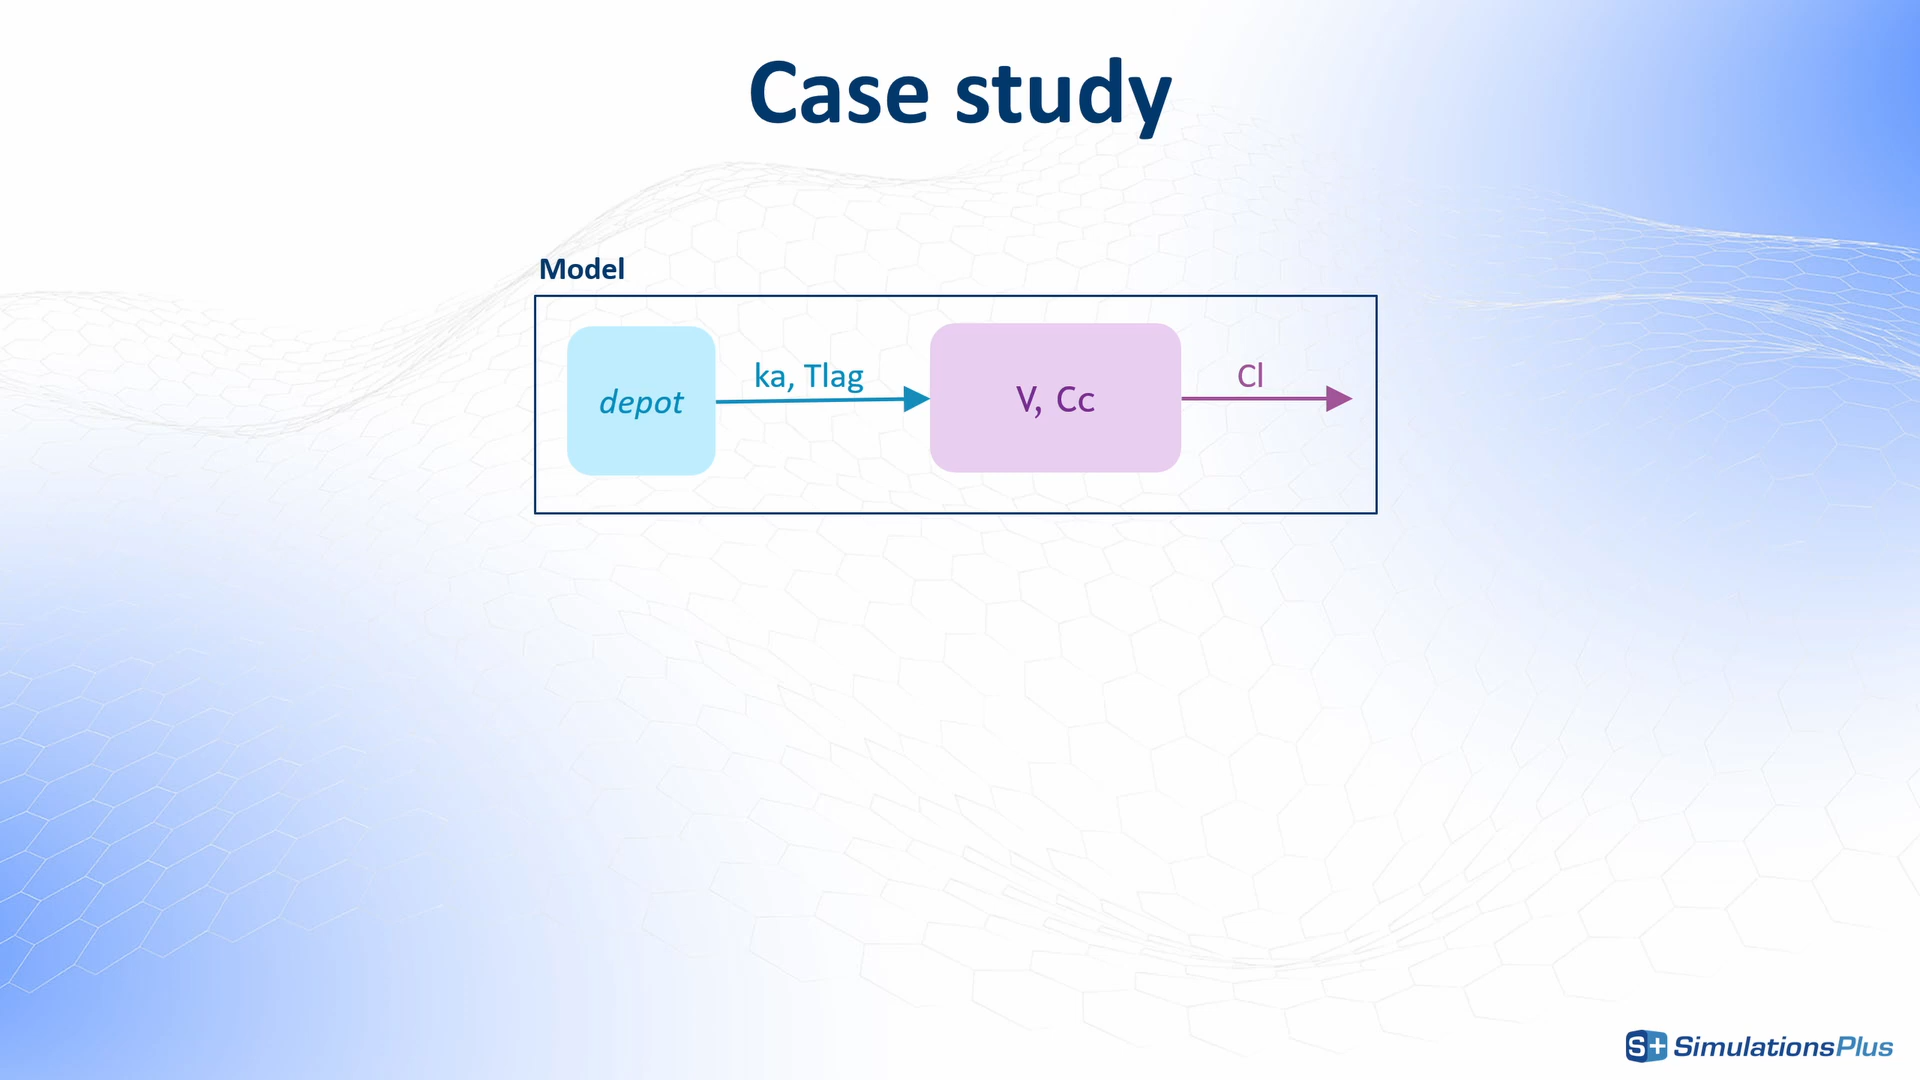 Case study
Model
depot
ka, Tlag
V, Cc
Cl
S+ SimulationsPlus